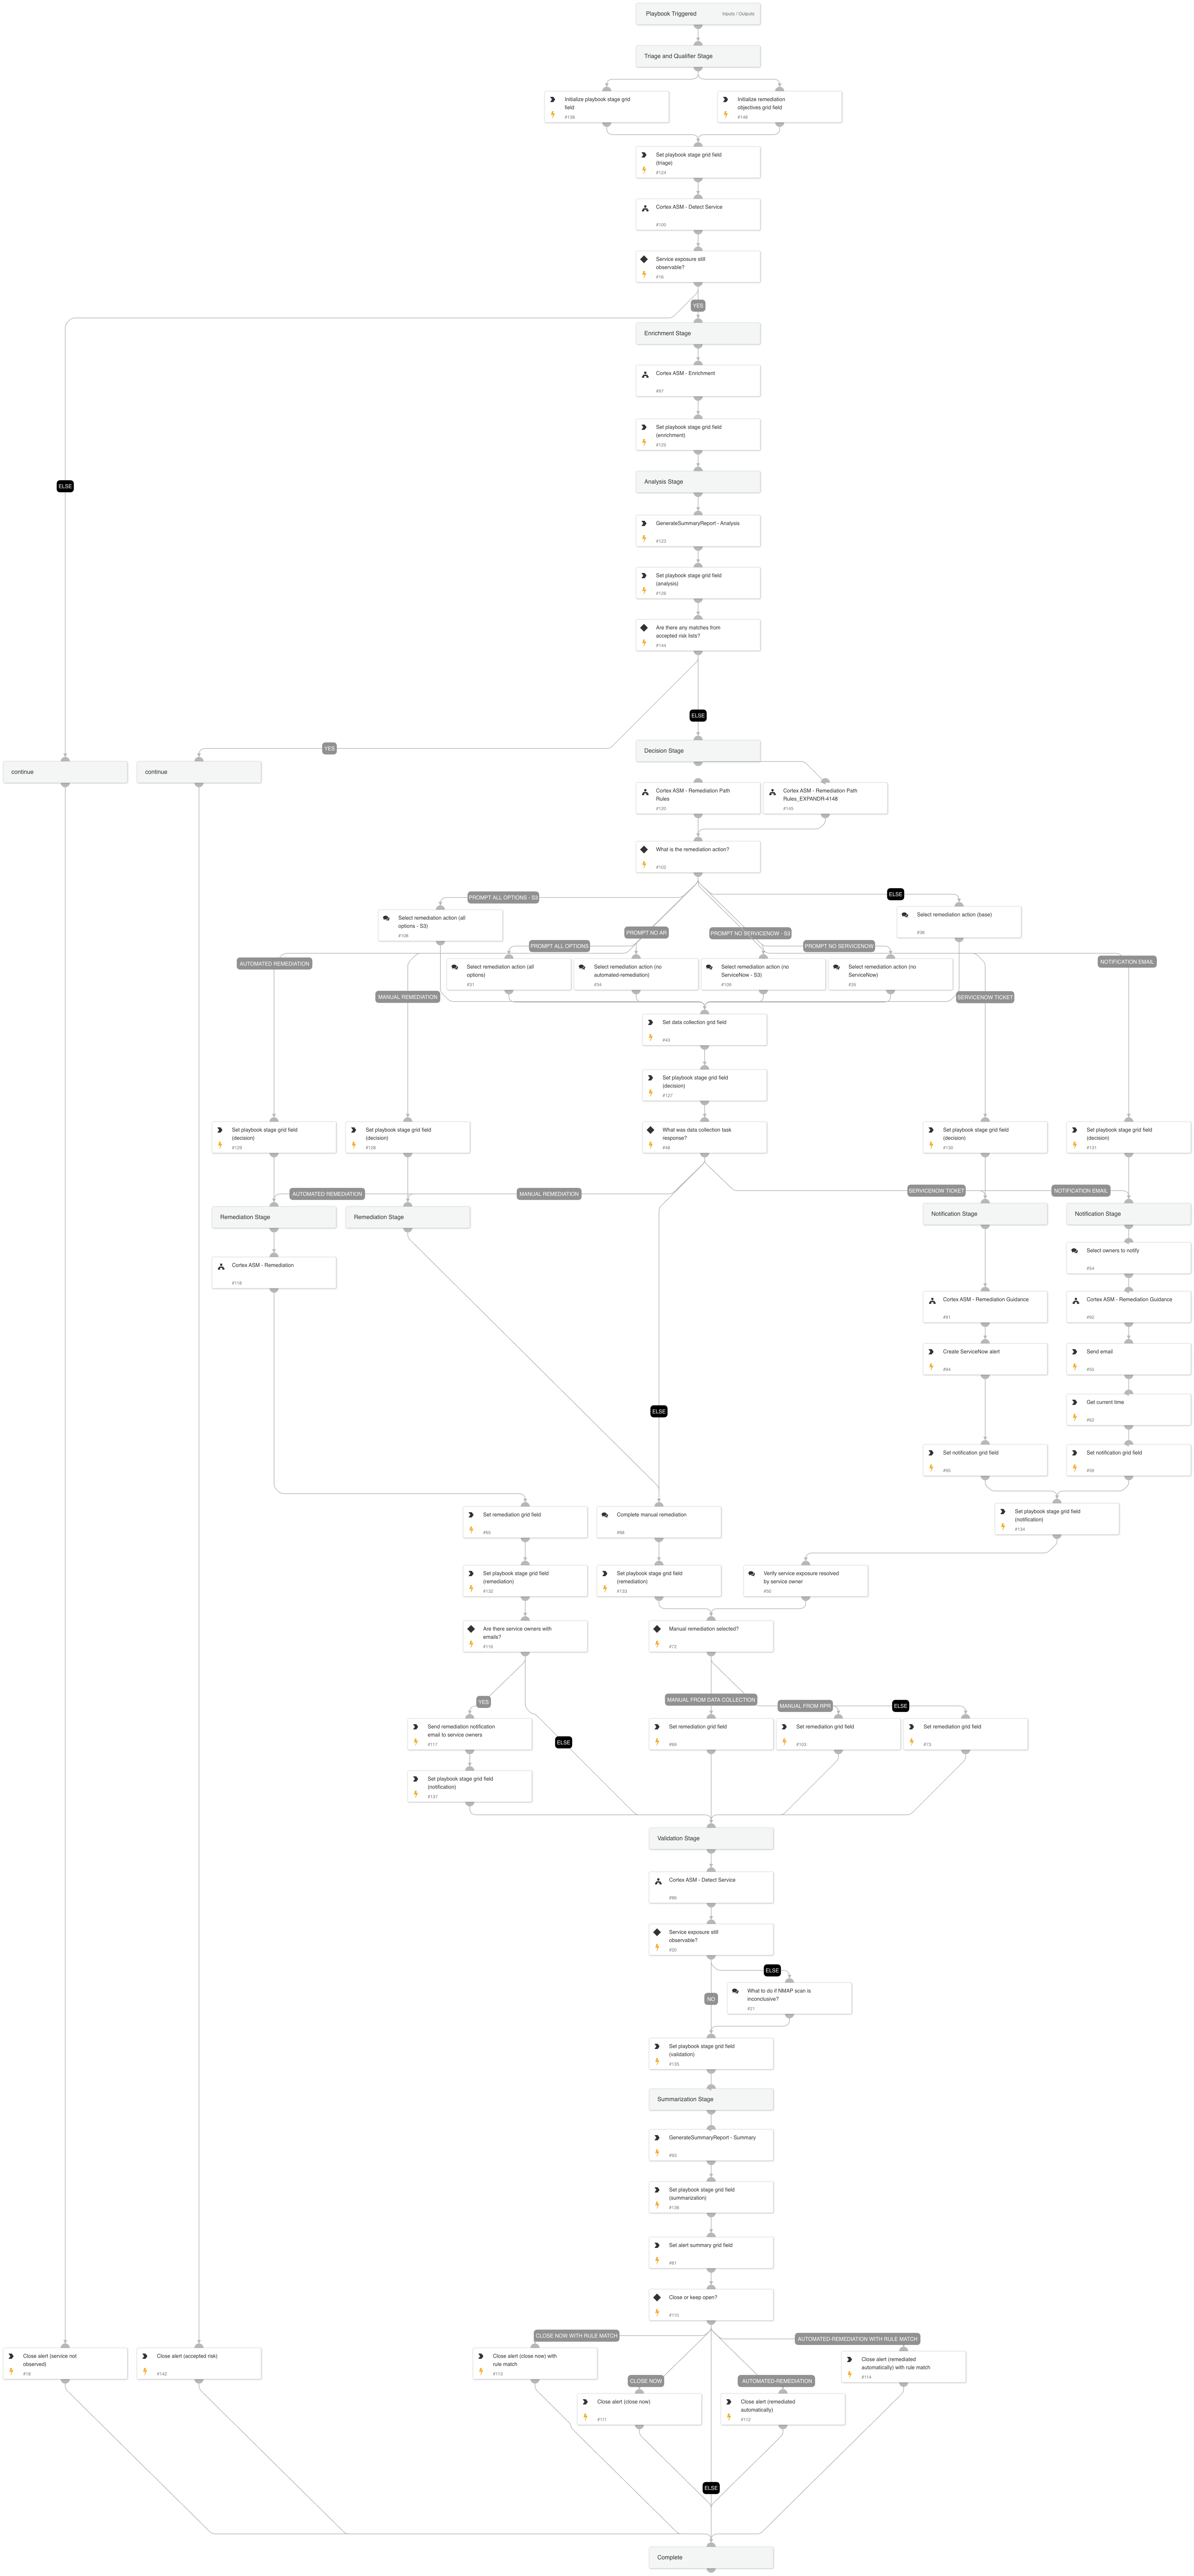 Playbook Triggered
Inputs / Outputs
Triage and Qualifier Stage
Initialize playbook stage grid
field
#138
Initialize remediation
objectives grid field
#148
Set playbook stage grid field
(triage)
#124
Cortex ASM - Detect Service
#100
Service exposure still
observable?
#16
YES
Enrichment Stage
Cortex ASM - Enrichment
#97
Set playbook stage grid field
(enrichment)
#125
Analysis Stage
ELSE
GenerateSummaryReport - Analysis
#123
Set playbook stage grid field
(analysis)
#126
Are there any matches from
accepted risk lists?
#144
ELSE
YES
Decision Stage
continue
continue
Cortex ASM - Remediation Path
Rules
#120
Cortex ASM - Remediation Path
Rules_EXPANDR-4148
#145
What is the remediation action?
#102
PROMPT ALL OPTIONS - S3
ELSE
Select remediation action (all
options - S3)
#108
Select remediation action (base)
#36
PROMPT NO AR
PROMPT NO SERVICENOW - S3
PROMPT ALL OPTIONS
PROMPT NO SERVICENOW
AUTOMATED REMEDIATION
NOTIFICATION EMAIL
Select remediation action (all
options)
#31
Select remediation action (no
automated-remediation)
#34
Select remediation action (no
ServiceNow - S3)
#109
Select remediation action (no
ServiceNow)
#35
MANUAL REMEDIATION
SERVICENOW TICKET
Set data collection grid field
#43
Set playbook stage grid field
(decision)
#127
Set playbook stage grid field
(decision)
#129
Set playbook stage grid field
(decision)
#128
What was data collection task
response?
Set playbook stage grid field
(decision)
#130
Set playbook stage grid field
(decision)
#131
AUTOMATED REMEDIATION
MANUAL REMEDIATION
SERVICENOW TICKET
NOTIFICATION EMAIL
Remediation Stage
Remediation Stage
Notification Stage
Notification Stage
Select owners to notify
#54
Cortex ASM - Remediation
#118
Cortex ASM - Remediation Guidance
#91
Cortex ASM - Remediation Guidance
#92
Create ServiceNow alert
#84
Send email
Get current time
#62
ELSE
Set notification grid field
Set notification grid field
Set remediation grid field
Complete manual remediation
Set playbook stage grid field
(notification)
#134
Set playbook stage grid field
(remediation)
#132
Set playbook stage grid field
(remediation)
#133
Verify service exposure resolved
by service owner
#50
Are there service owners with
emails?
#116
Manual remediation selected?
#72
YES
MANUAL FROM DATA COLLECTION
MANUAL FROM RPR
ELSE
Send remediation notification
email to service owners
#117
Set remediation grid field
Set remediation grid field
#103
Set remediation grid field
#73
ELSE
Set playbook stage grid field
(notification)
#137
Validation Stage
Cortex ASM - Detect Service
Service exposure still
observable?
#20
ELSE
NO
What to do if NMAP scan is
inconclusive?
#21
Set playbook stage grid field
(validation)
#135
Summarization Stage
GenerateSummaryReport - Summary
#93
Set playbook stage grid field
(summarization)
#136
Set alert summary grid field
#81
Close or keep open?
#110
CLOSE NOW WITH RULE MATCH
AUTOMATED-REMEDIATION WITH RULE MATCH
Close alert (service not
observed)
Close alert (accepted risk)
#142
Close alert (close now) with
rule match
#113
Close alert (remediated
automatically) with rule match
#114
CLOSE NOW
AUTOMATED-REMEDIATION
Close alert (close now)
#111
Close alert (remediated
automatically)
#112
ELSE
Complete